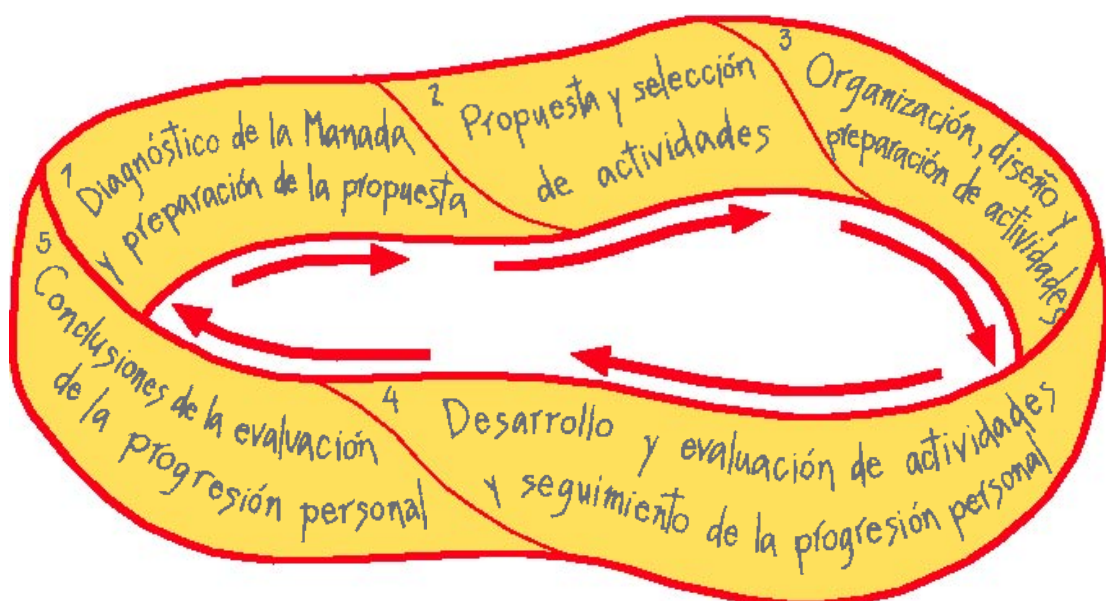 1
Diagnóstico de la Manada
y preparación de la propuesta
2
Propuesta y selección
de actividades
3
Organización, diseño y
preparación de actividades
4
Desarrollo y evaluación de actividades
y seguimiento de la progresión personal
5
Conclusiones de la evaluación
de la progresión personal